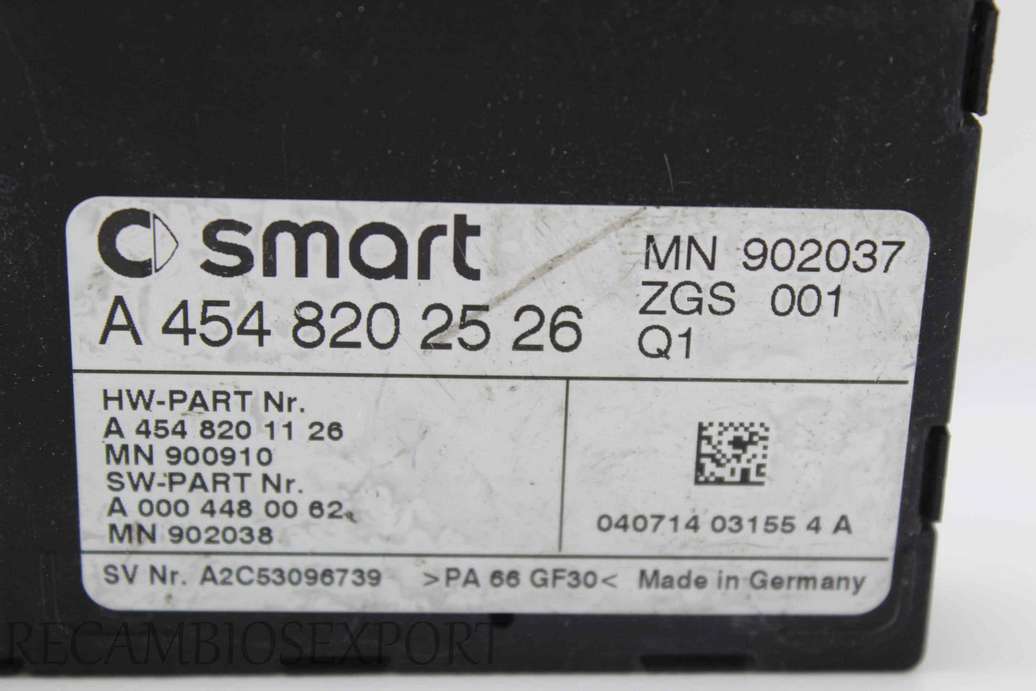 smart
A 454 820 25 26
MN 902037
ZGS 001
Q1
HW-PART Nr.
A 454 820 11 26
MN 900910
SW-PART Nr.
A 000 448 00 62
MN 902038
040714 03155 4 A
SV Nr. A2C53096739 >PA 66 GF30< Made in Germany
RECAMBIOSEXPORT